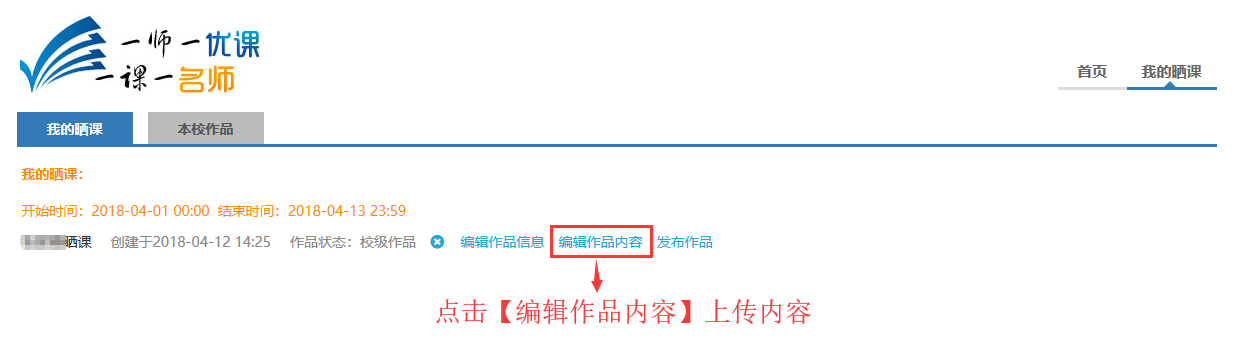 一师一优课
一课一名师
首页 我的晒课
我的晒课 本校作品
我的晒课:
开始时间：2018-04-01 00:00 结束时间：2018-04-13 23:59
晒课 创建于2018-04-12 14:25 作品状态：校级作品 编辑作品信息 编辑作品内容 发布作品
点击【编辑作品内容】上传内容